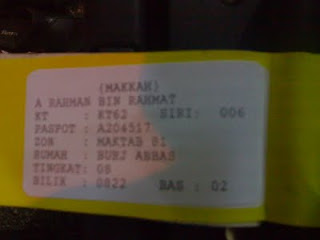 (MAKKAH)
A RAHMAN BIN RAHMAT
KT : KT62 SIRI: 006
PASPOT : A204517
ZON : MAKTAB 81
RUMAH : BURJ ABBAS
TINGKAT: 08
BILIK : 0822 BAS : 02